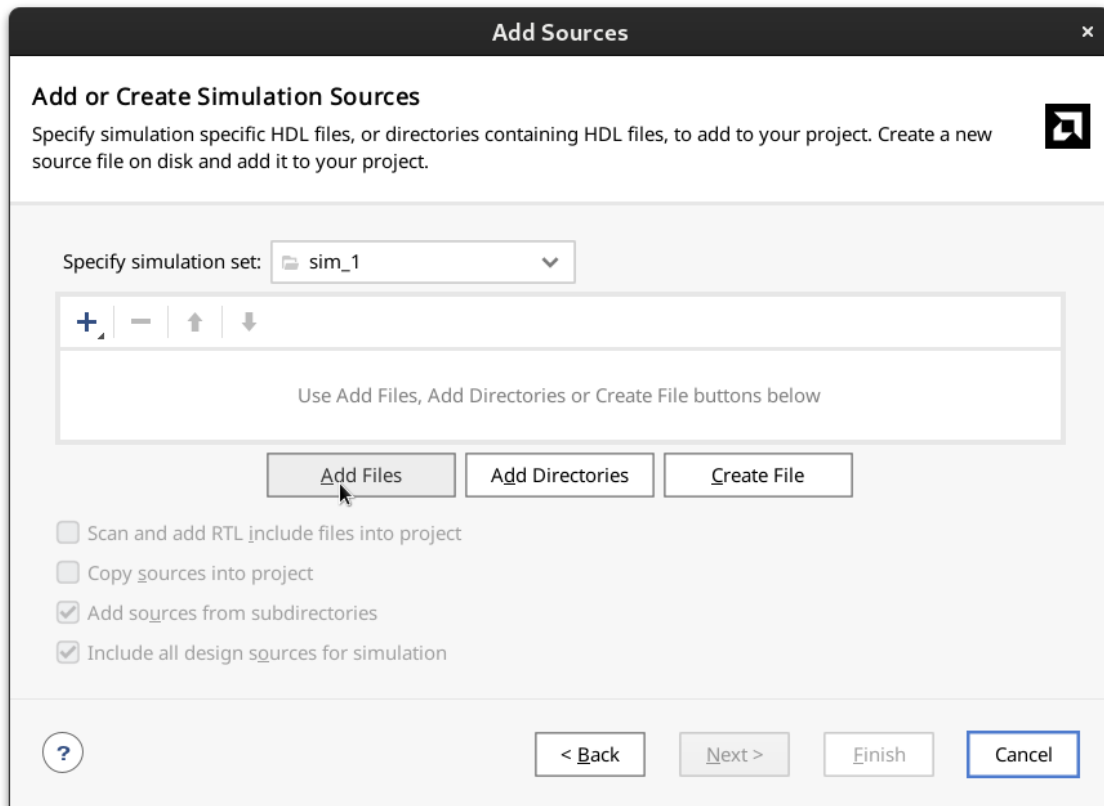 Add Sources ×
Add or Create Simulation Sources
Specify simulation specific HDL files, or directories containing HDL files, to add to your project. Create a new
source file on disk and add it to your project.
Specify simulation set: sim_1
Use Add Files, Add Directories or Create File buttons below
Add Files Add Directories Create File
Scan and add RTL include files into project
Copy sources into project
Add sources from subdirectories
Include all design sources for simulation
? < Back Next > Finish Cancel